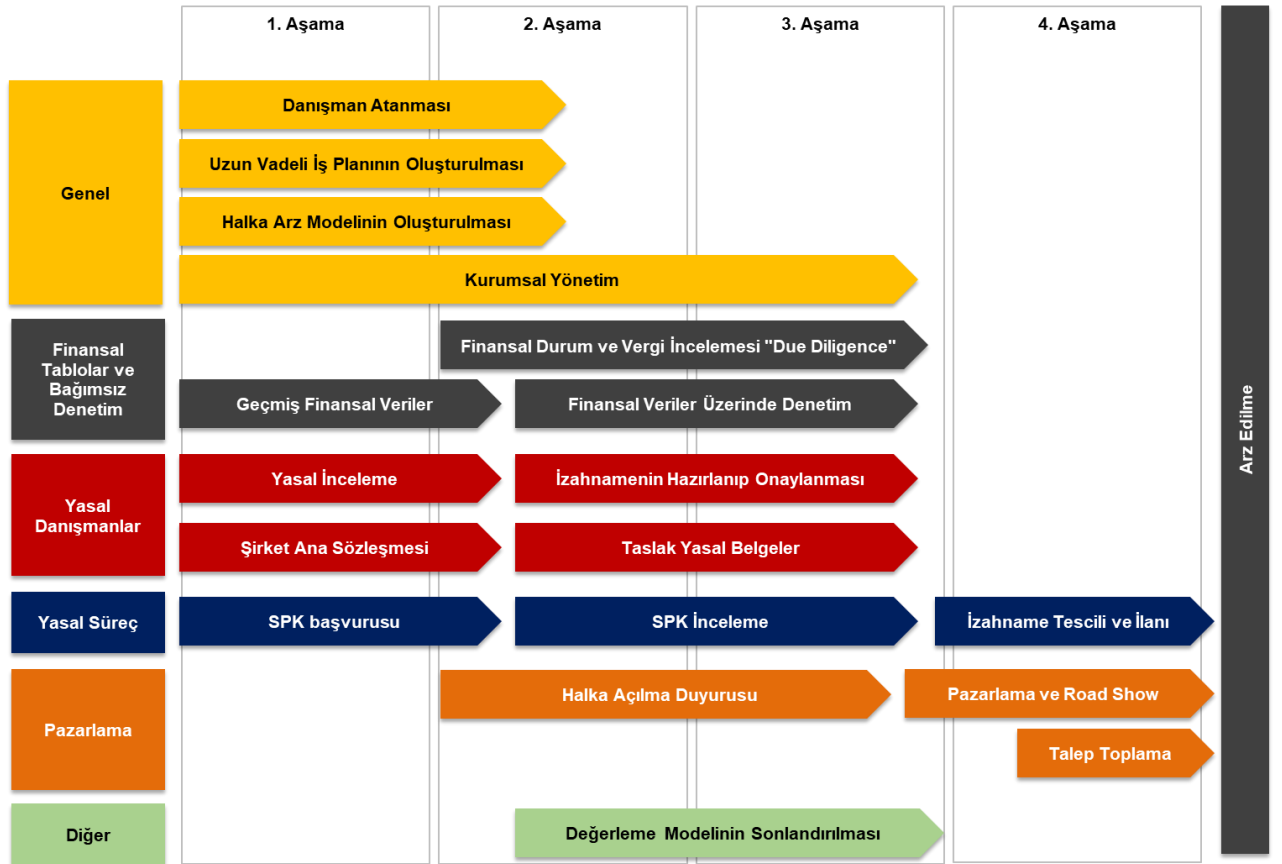 1. Aşama
2. Aşama
3. Aşama
4. Aşama
Genel
Danışman Atanması
Uzun Vadeli İş Planının Oluşturulması
Halka Arz Modelinin Oluşturulması
Kurumsal Yönetim
Finansal
Tablolar ve
Bağımsız
Denetim
Finansal Durum ve Vergi İncelemesi "Due Diligence"
Geçmiş Finansal Veriler
Finansal Veriler Üzerinde Denetim
Yasal
Danışmanlar
Yasal İnceleme
İzahnamenin Hazırlanıp Onaylanması
Şirket Ana Sözleşmesi
Taslak Yasal Belgeler
Yasal Süreç
SPK başvurusu
SPK İnceleme
İzahname Tescili ve İlanı
Pazarlama
Halka Açılma Duyurusu
Pazarlama ve Road Show
Talep Toplama
Diğer
Değerleme Modelinin Sonlandırılması
Arz Edilme